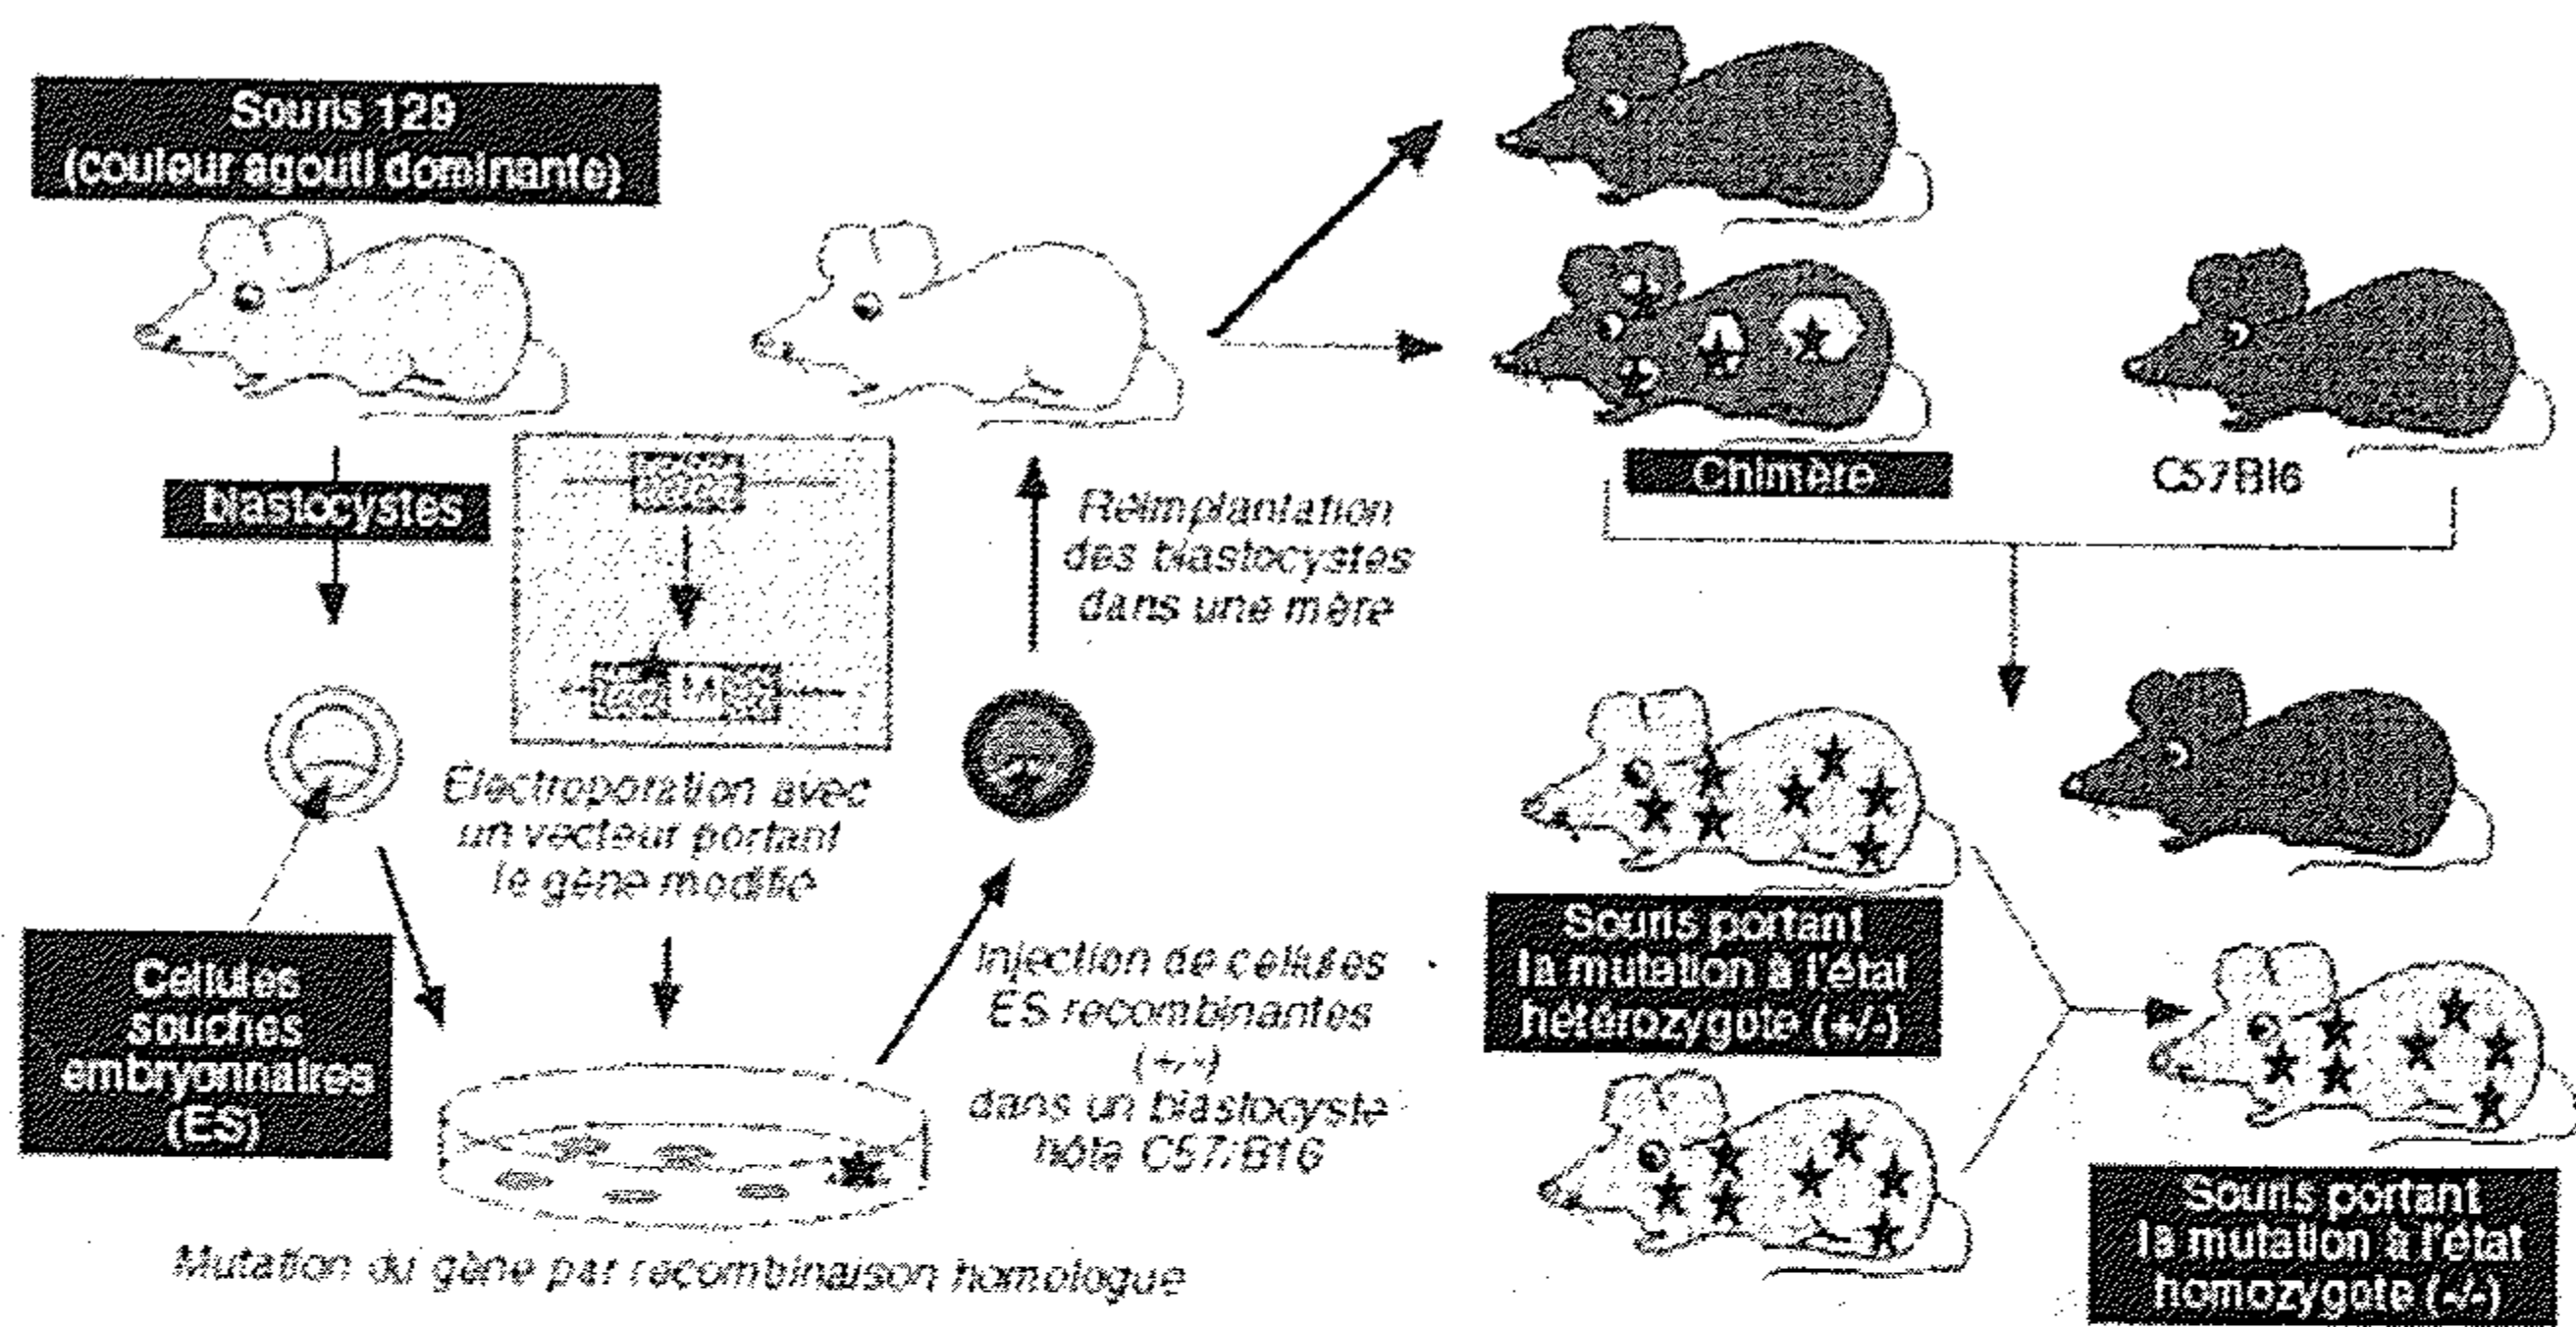 Souris 129
(couleur agouti dominante)
blastocystes
Cellules
souches
embryonnaires
(ES)
Électroporation avec
un vecteur portant
le gène modifié
Mutation du gène par recombinaison homologue
Injection de cellules
ES recombinantes
(+/-)
dans un blastocyste
hôte C57/Bl6
Réimplantation
des blastocystes
dans une mère
Chimère
C57Bl6
Souris portant
la mutation à l'état
hétérozygote (+/-)
Souris portant
la mutation à l'état
homozygote (-/-)